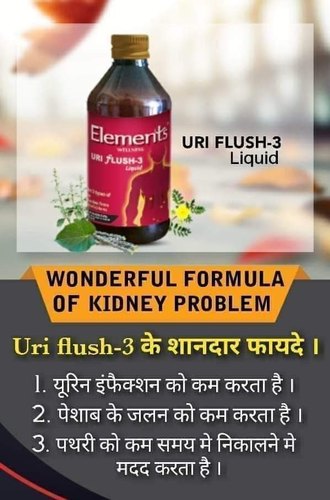 Elements
WELLNESS
URI FLUSH-3
Liquid
URI FLUSH-3
Liquid
WONDERFUL FORMULA
OF KIDNEY PROBLEM
Uri flush-3 के शानदार फायदे ।
1. यूरिन इंफैक्शन को कम करता है ।
2. पेशाब के जलन को कम करता है ।
3. पथरी को कम समय मे निकालने मे
मदद करता है ।